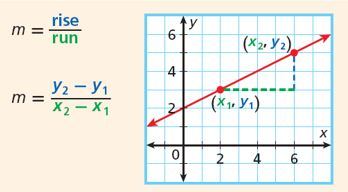 m = rise/run
m = (y₂ − y₁)/(x₂ − x₁)
y
6
(x₂, y₂)
4
(x₁, y₁)
2
x
0 2 4 6